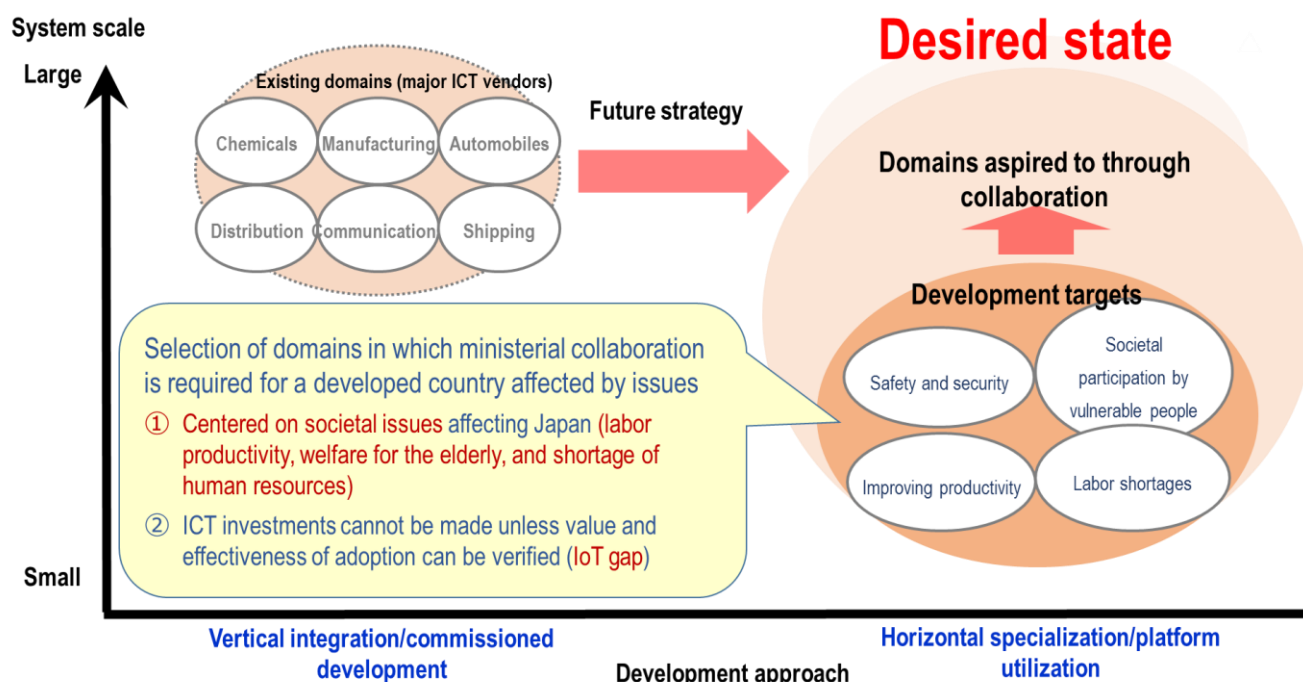 System scale
Large
Desired state
Existing domains (major ICT vendors)
Chemicals
Manufacturing
Automobiles
Distribution
Communication
Shipping
Future strategy
Domains aspired to through
collaboration
Development targets
Safety and security
Societal
participation by
vulnerable people
Improving productivity
Labor shortages
Selection of domains in which ministerial collaboration
is required for a developed country affected by issues
① Centered on societal issues affecting Japan (labor
productivity, welfare for the elderly, and shortage of
human resources)
② ICT investments cannot be made unless value and
effectiveness of adoption can be verified (IoT gap)
Small
Vertical integration/commissioned
development
Development approach
Horizontal specialization/platform
utilization